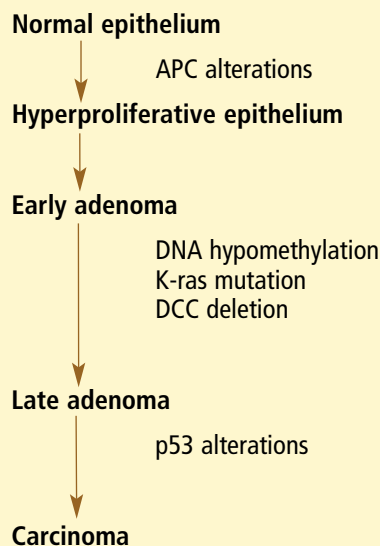 Normal epithelium
APC alterations
Hyperproliferative epithelium
Early adenoma
DNA hypomethylation
K-ras mutation
DCC deletion
Late adenoma
p53 alterations
Carcinoma